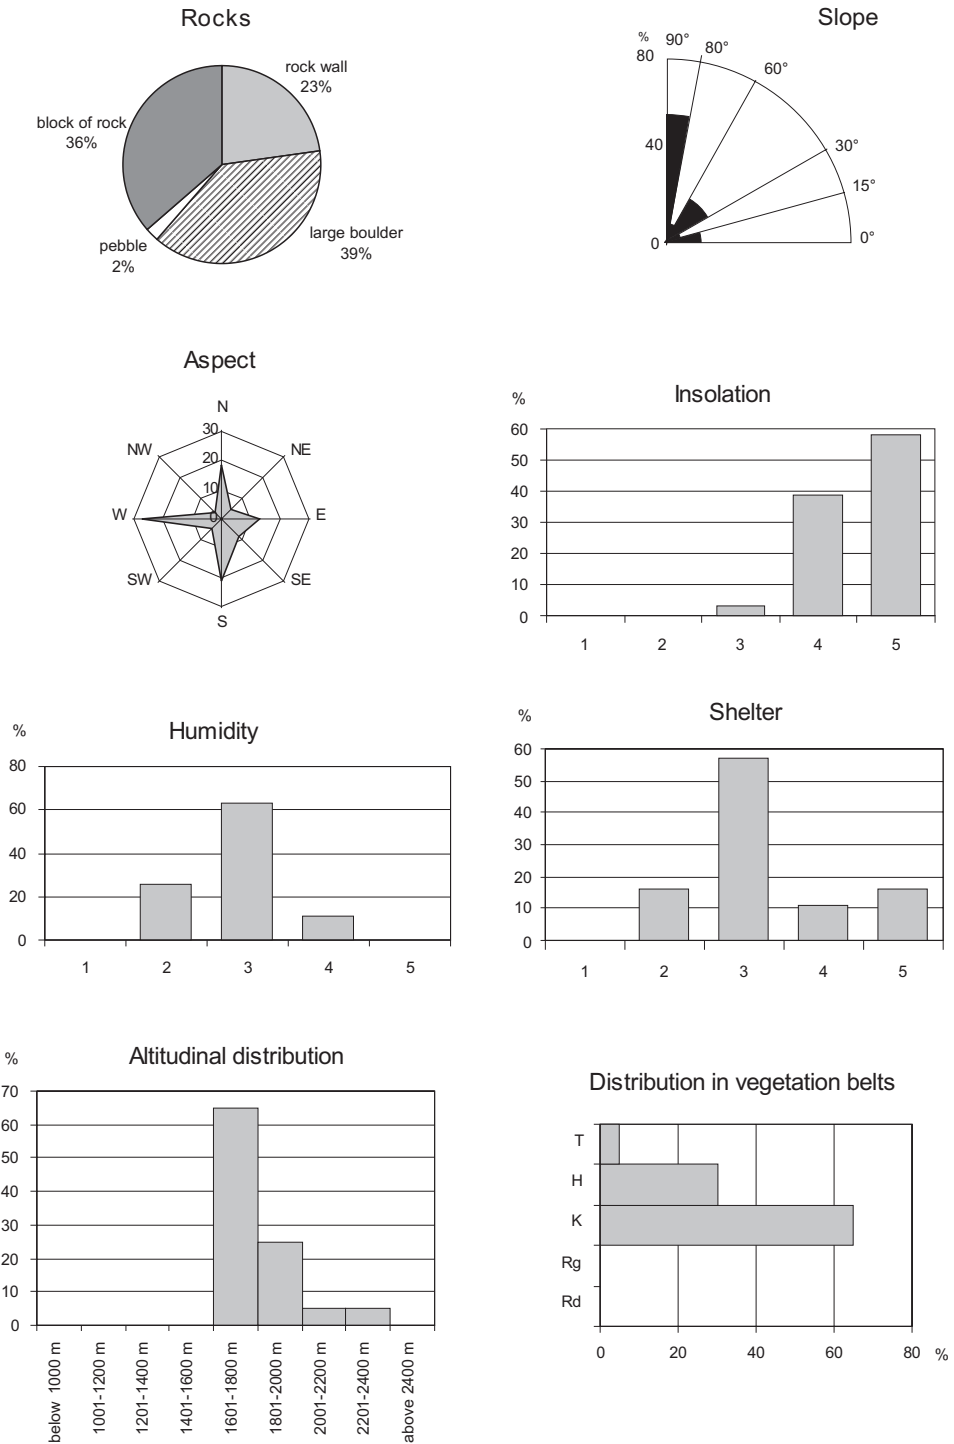 Rocks
rock wall
23%
block of rock
36%
pebble
2%
large boulder
39%
Slope
%
80
40
0
90°
80°
60°
30°
15°
0°
Aspect
N
NE
E
SE
S
SW
W
NW
30
20
10
0
Insolation
%
60
50
40
30
20
10
0
1 2 3 4 5
Humidity
%
80
60
40
20
0
1 2 3 4 5
Shelter
%
60
50
40
30
20
10
0
1 2 3 4 5
Altitudinal distribution
%
70
60
50
40
30
20
10
0
below 1000 m
1001-1200 m
1201-1400 m
1401-1600 m
1601-1800 m
1801-2000 m
2001-2200 m
2201-2400 m
above 2400 m
Distribution in vegetation belts
T
H
K
Rg
Rd
0 20 40 60 80 %